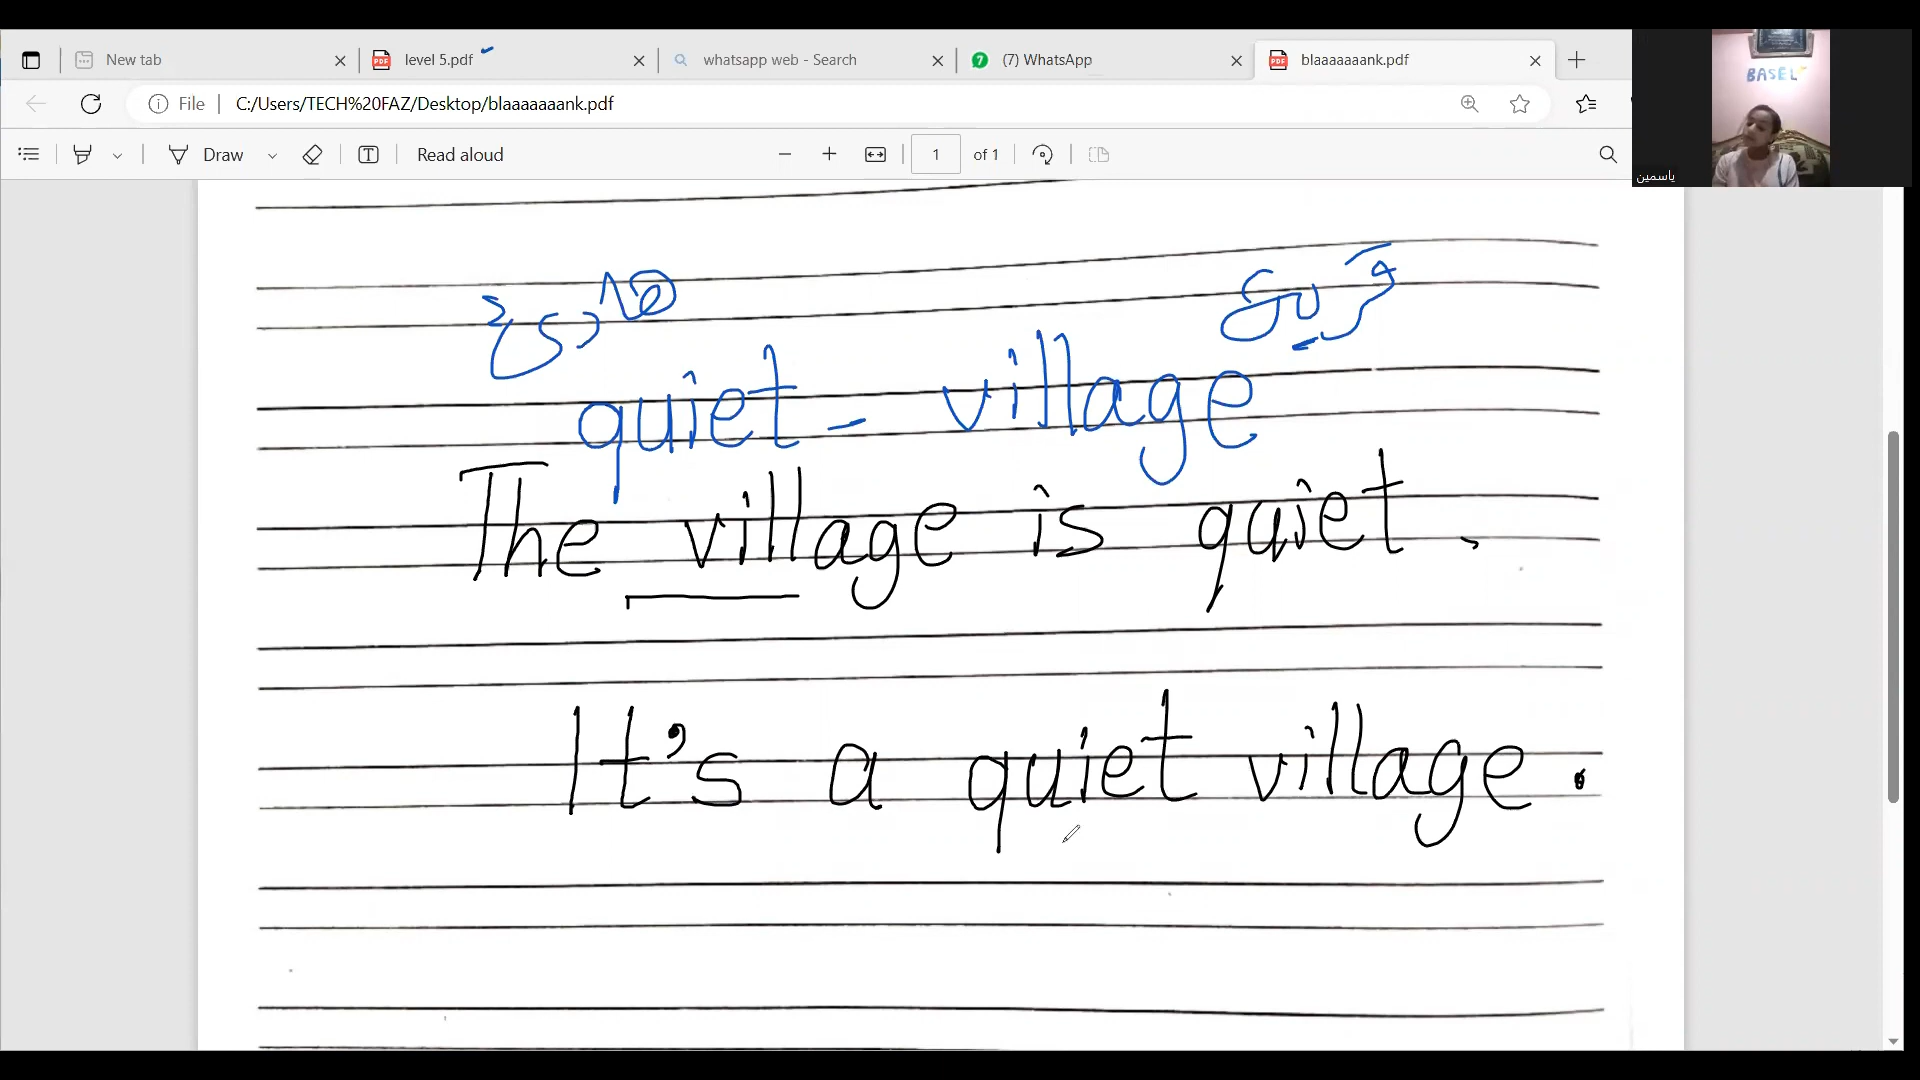 New tab level 5.pdf whatsapp web - Search (7) WhatsApp blaaaaaaank.pdf
File C:/Users/TECH%20FAZ/Desktop/blaaaaaaank.pdf
Draw Read aloud 1 of 1
BASEL
ياسمين
هادئ قرية
quiet - village
The village is quiet.
It's a quiet village.